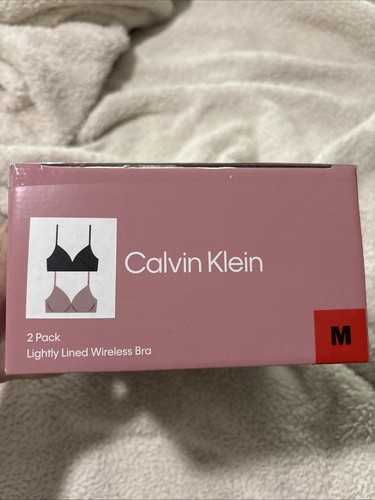 Calvin Klein
2 Pack
Lightly Lined Wireless Bra
M